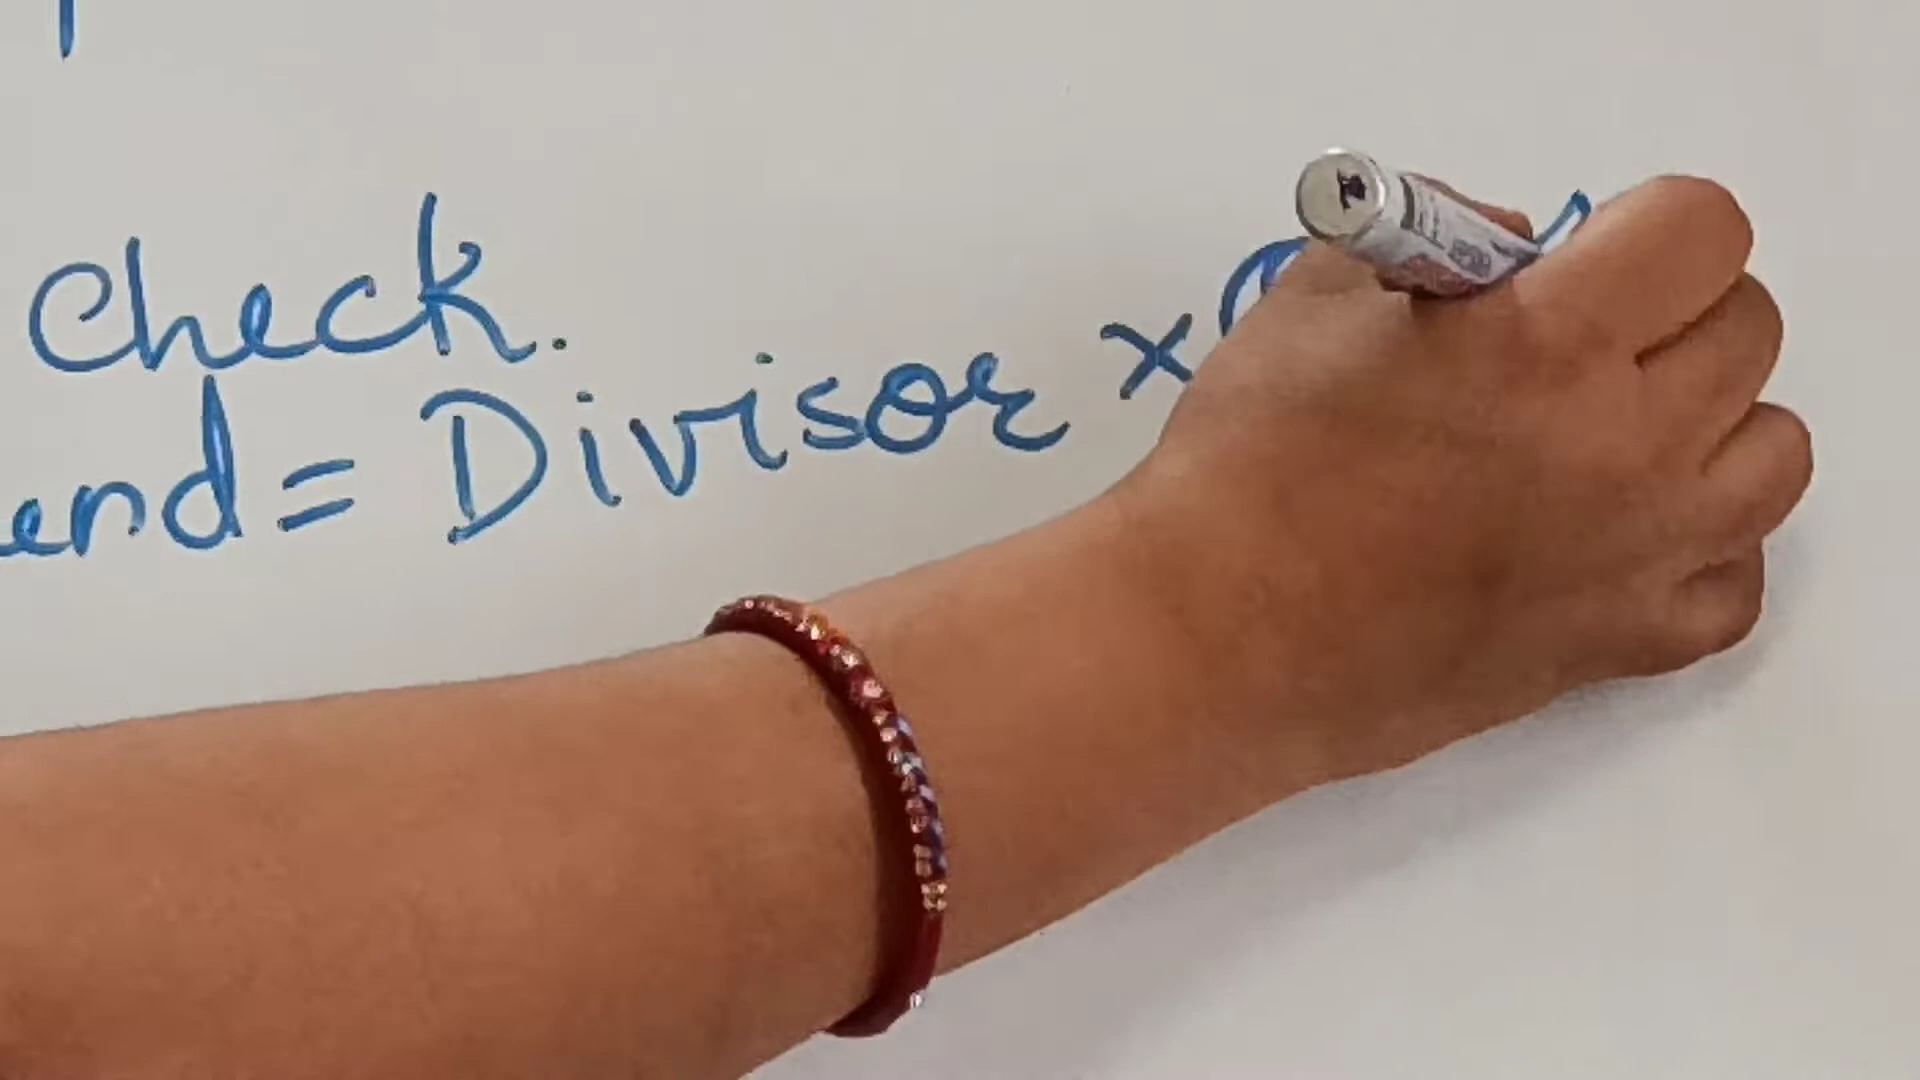 Check.
end = Divisor ×